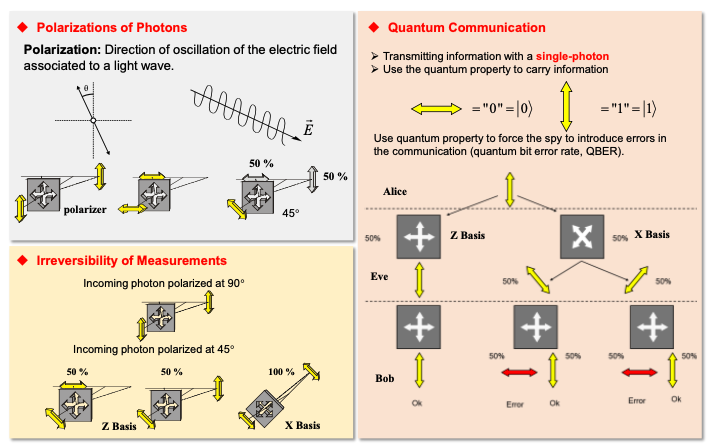 Polarizations of Photons
Polarization: Direction of oscillation of the electric field
associated to a light wave.
θ
E
50 %
50 %
polarizer
45°
Irreversibility of Measurements
Incoming photon polarized at 90°
Incoming photon polarized at 45°
50 %
50 %
100 %
Z Basis
X Basis
Quantum Communication
Transmitting information with a single-photon
Use the quantum property to carry information
= "0" = |0⟩
= "1" = |1⟩
Use quantum property to force the spy to introduce errors in
the communication (quantum bit error rate, QBER).
Alice
50%
Z Basis
50%
X Basis
Eve
50%
50%
50%
50%
50%
50%
Bob
Ok
Error
Ok
Error
Ok